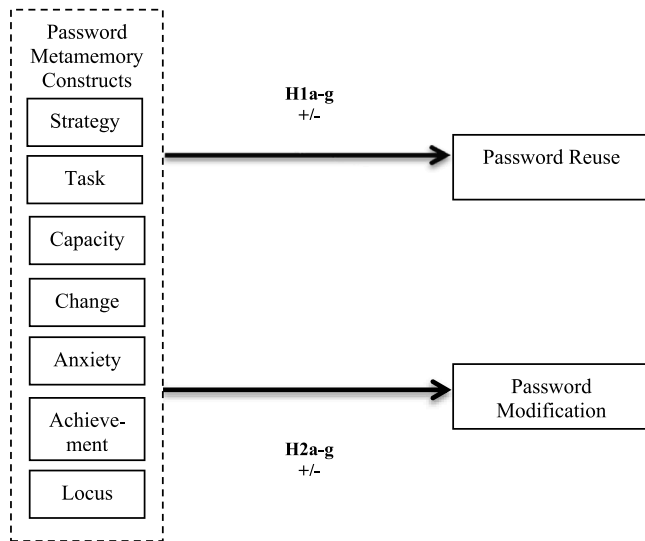 Password
Metamemory
Constructs
Strategy
Task
Capacity
Change
Anxiety
Achieve-
ment
Locus
H1a-g
+/-
Password Reuse
Password
Modification
H2a-g
+/-